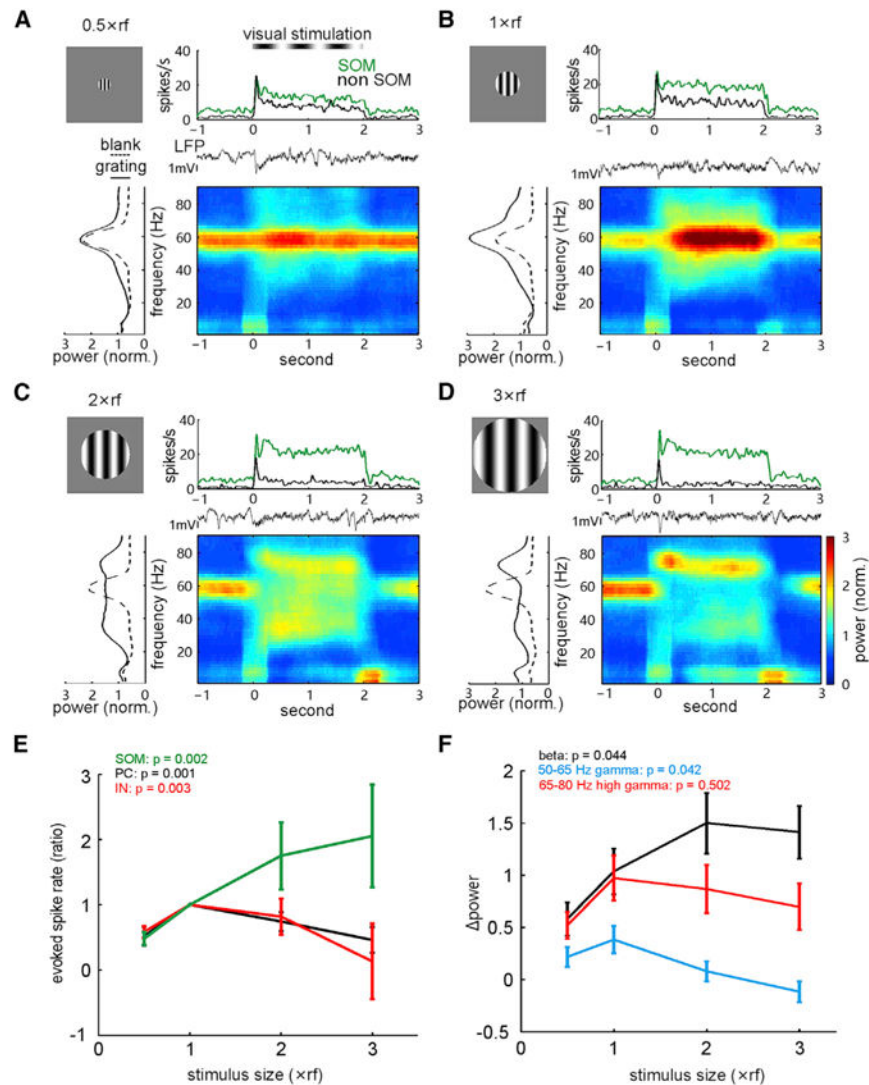 A
0.5×rf
visual stimulation
SOM
non SOM
spikes/s
40
20
0
-1 0 1 2 3
blank
grating
LFP
1mV
frequency (Hz)
80
60
40
20
3 2 1 0
power (norm.)
-1 0 1 2 3
second
B
1×rf
spikes/s
40
20
0
-1 0 1 2 3
1mV
frequency (Hz)
80
60
40
20
3 2 1 0
power (norm.)
-1 0 1 2 3
second
C
2×rf
spikes/s
40
20
0
-1 0 1 2 3
1mV
frequency (Hz)
80
60
40
20
3 2 1 0
power (norm.)
-1 0 1 2 3
second
D
3×rf
spikes/s
40
20
0
-1 0 1 2 3
1mV
frequency (Hz)
80
60
40
20
3 2 1 0
power (norm.)
-1 0 1 2 3
second
3
2
1
0
power (norm.)
E
SOM: p = 0.002
PC: p = 0.001
IN: p = 0.003
evoked spike rate (ratio)
3
2
1
0
-1
0 1 2 3
stimulus size (×rf)
F
beta: p = 0.044
50-65 Hz gamma: p = 0.042
65-80 Hz high gamma: p = 0.502
Δpower
2
1.5
1
0.5
0
-0.5
0 1 2 3
stimulus size (×rf)